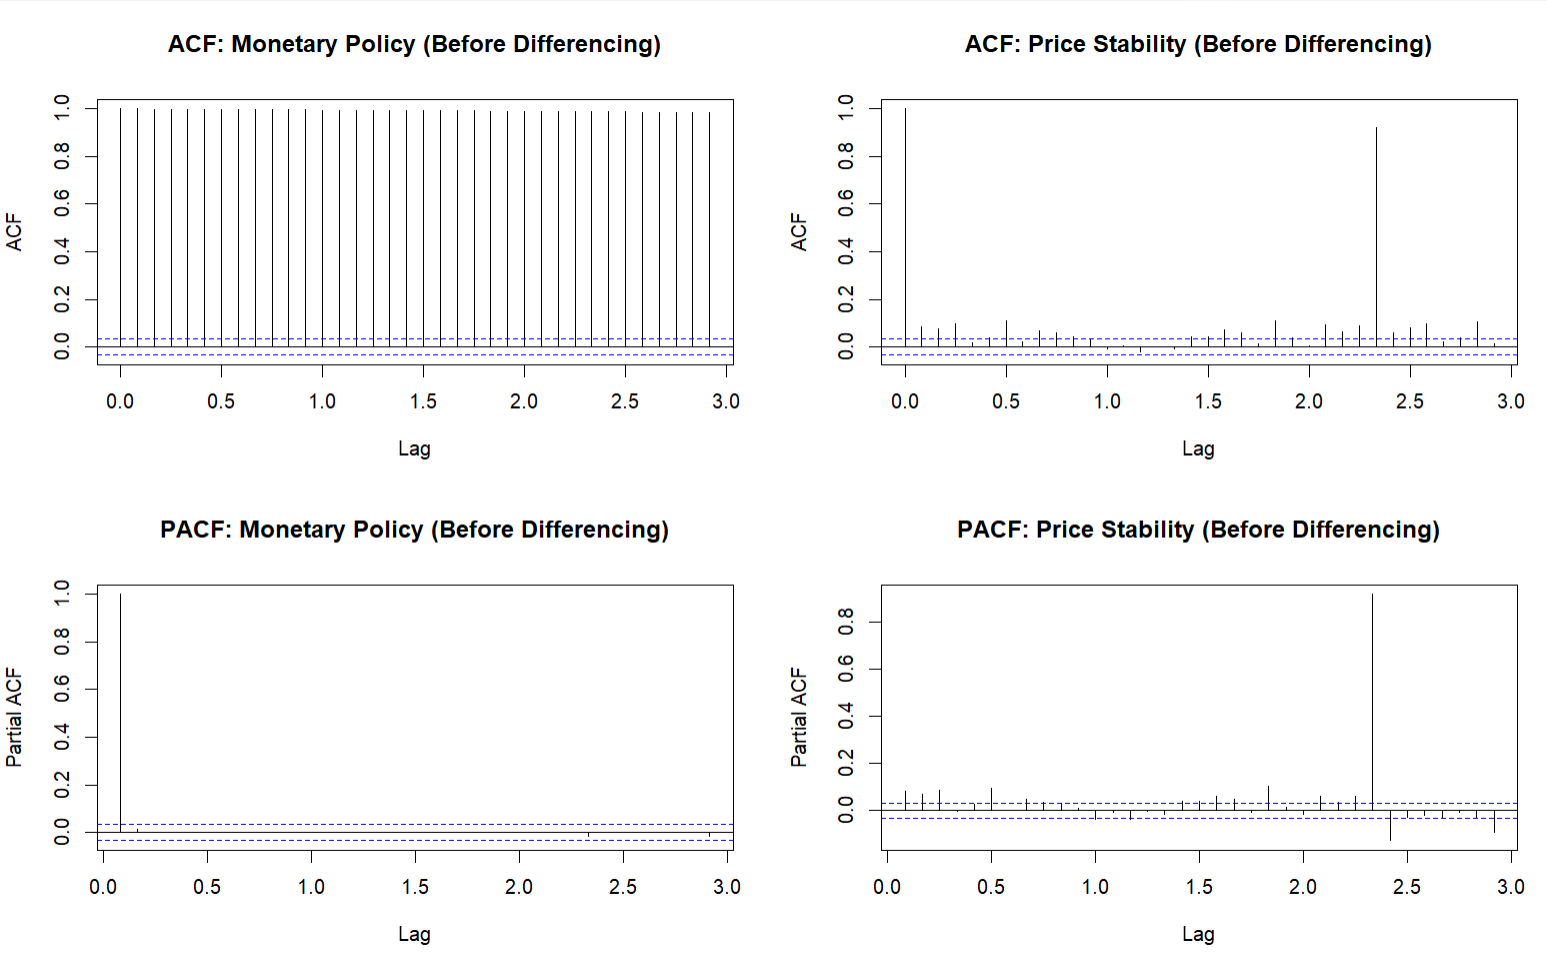 ACF: Monetary Policy (Before Differencing)
ACF
0.0 0.2 0.4 0.6 0.8 1.0
0.0 0.5 1.0 1.5 2.0 2.5 3.0
Lag
ACF: Price Stability (Before Differencing)
ACF
0.0 0.2 0.4 0.6 0.8 1.0
0.0 0.5 1.0 1.5 2.0 2.5 3.0
Lag
PACF: Monetary Policy (Before Differencing)
Partial ACF
0.0 0.2 0.4 0.6 0.8 1.0
0.0 0.5 1.0 1.5 2.0 2.5 3.0
Lag
PACF: Price Stability (Before Differencing)
Partial ACF
0.0 0.2 0.4 0.6 0.8
0.0 0.5 1.0 1.5 2.0 2.5 3.0
Lag